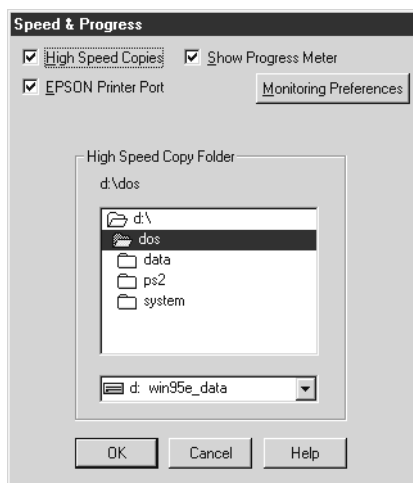 Speed & Progress
High Speed Copies Show Progress Meter
EPSON Printer Port Monitoring Preferences
High Speed Copy Folder
d:\dos
d:\
dos
data
ps2
system
d: win95e_data
OK Cancel Help